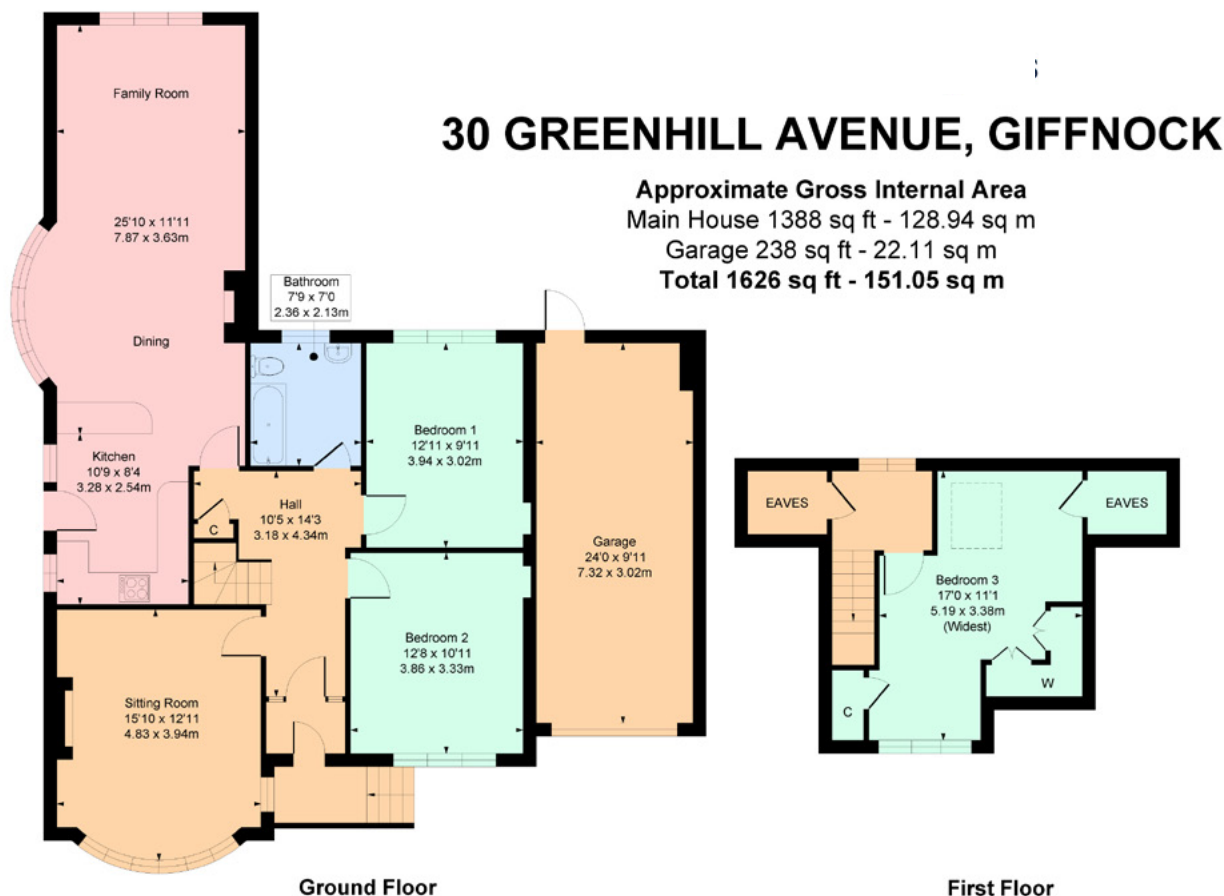 30 GREENHILL AVENUE, GIFFNOCK
Approximate Gross Internal Area
Main House 1388 sq ft - 128.94 sq m
Garage 238 sq ft - 22.11 sq m
Total 1626 sq ft - 151.05 sq m
Family Room
25'10 x 11'11
7.87 x 3.63m
Dining
Bathroom
7'9 x 7'0
2.36 x 2.13m
Kitchen
10'9 x 8'4
3.28 x 2.54m
Hall
10'5 x 14'3
3.18 x 4.34m
C
Bedroom 1
12'11 x 9'11
3.94 x 3.02m
Garage
24'0 x 9'11
7.32 x 3.02m
Bedroom 2
12'8 x 10'11
3.86 x 3.33m
Sitting Room
15'10 x 12'11
4.83 x 3.94m
Ground Floor
EAVES
EAVES
Bedroom 3
17'0 x 11'1
5.19 x 3.38m
(Widest)
W
C
First Floor